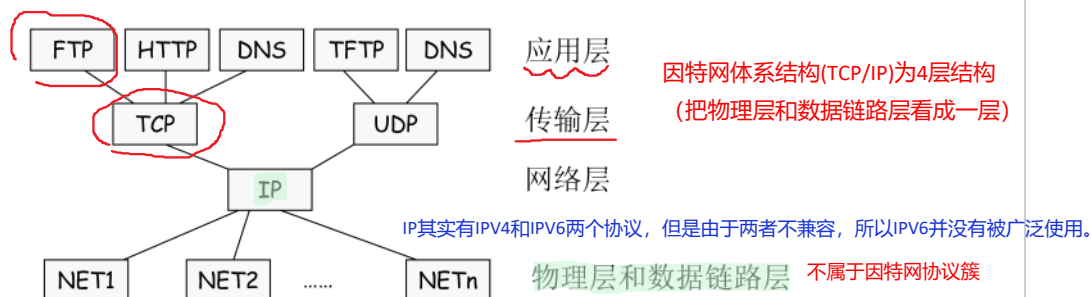 FTP HTTP DNS TFTP DNS 应用层
因特网体系结构(TCP/IP)为4层结构
（把物理层和数据链路层看成一层）
TCP UDP 传输层
IP 网络层
IP其实有IPV4和IPV6两个协议，但是由于两者不兼容，所以IPV6并没有被广泛使用。
NET1 NET2 …… NETn 物理层和数据链路层 不属于因特网协议簇